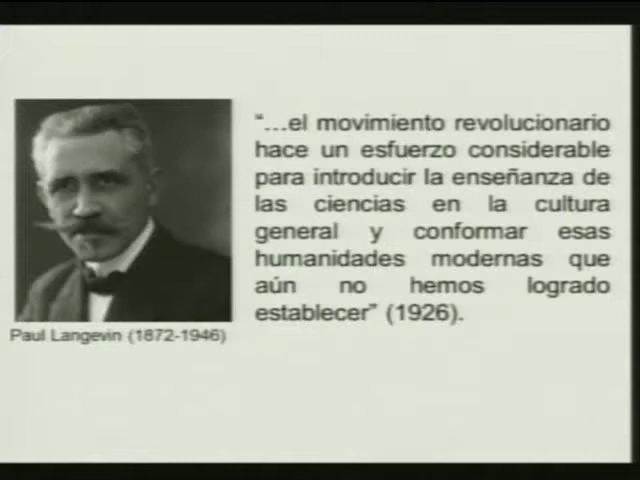 “…el movimiento revolucionario
hace un esfuerzo considerable
para introducir la enseñanza de
las ciencias en la cultura
general y conformar esas
humanidades modernas que
aún no hemos logrado
establecer” (1926).
Paul Langevin (1872-1946)